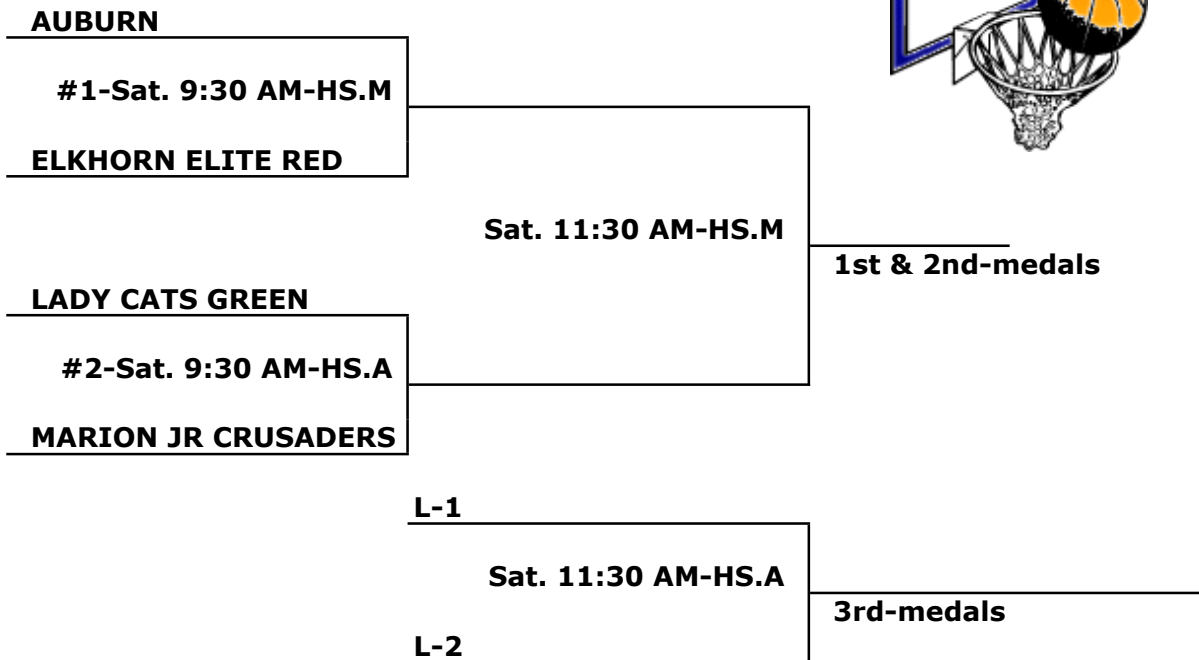 AUBURN
#1-Sat. 9:30 AM-HS.M
ELKHORN ELITE RED
Sat. 11:30 AM-HS.M
1st & 2nd-medals
LADY CATS GREEN
#2-Sat. 9:30 AM-HS.A
MARION JR CRUSADERS
L-1
Sat. 11:30 AM-HS.A
3rd-medals
L-2